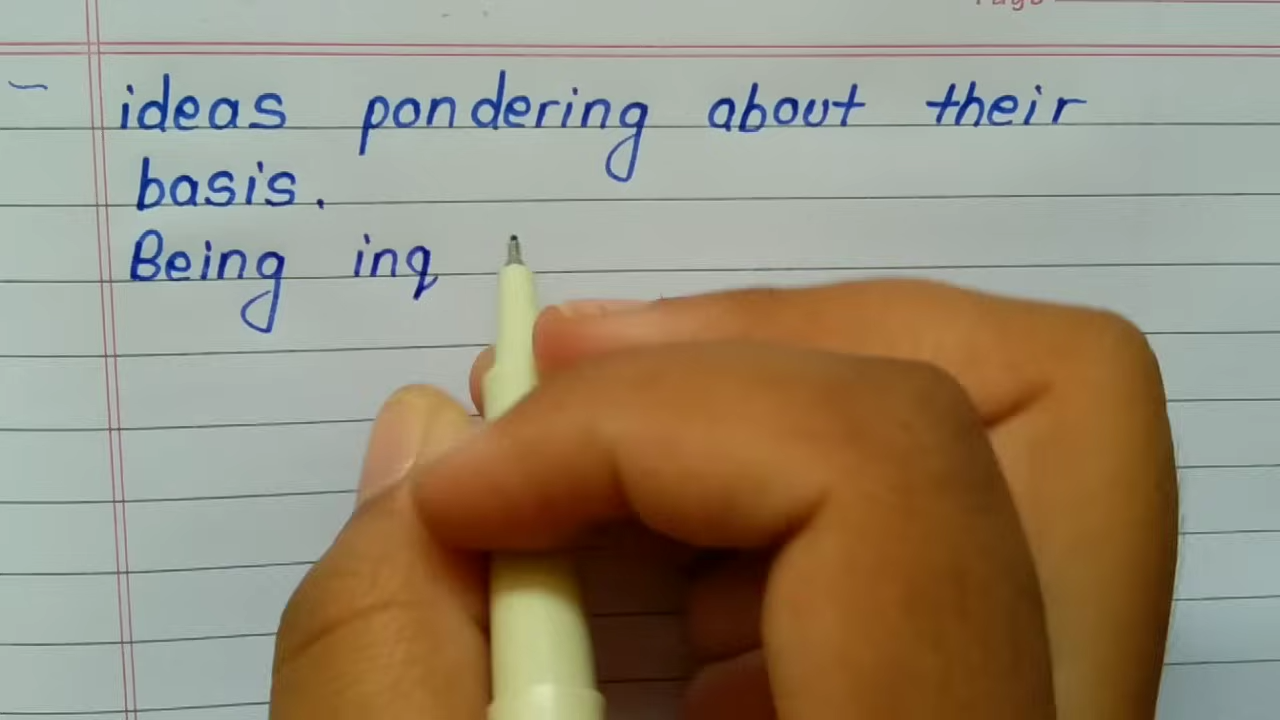 ideas pondering about their
basis.
Being inq